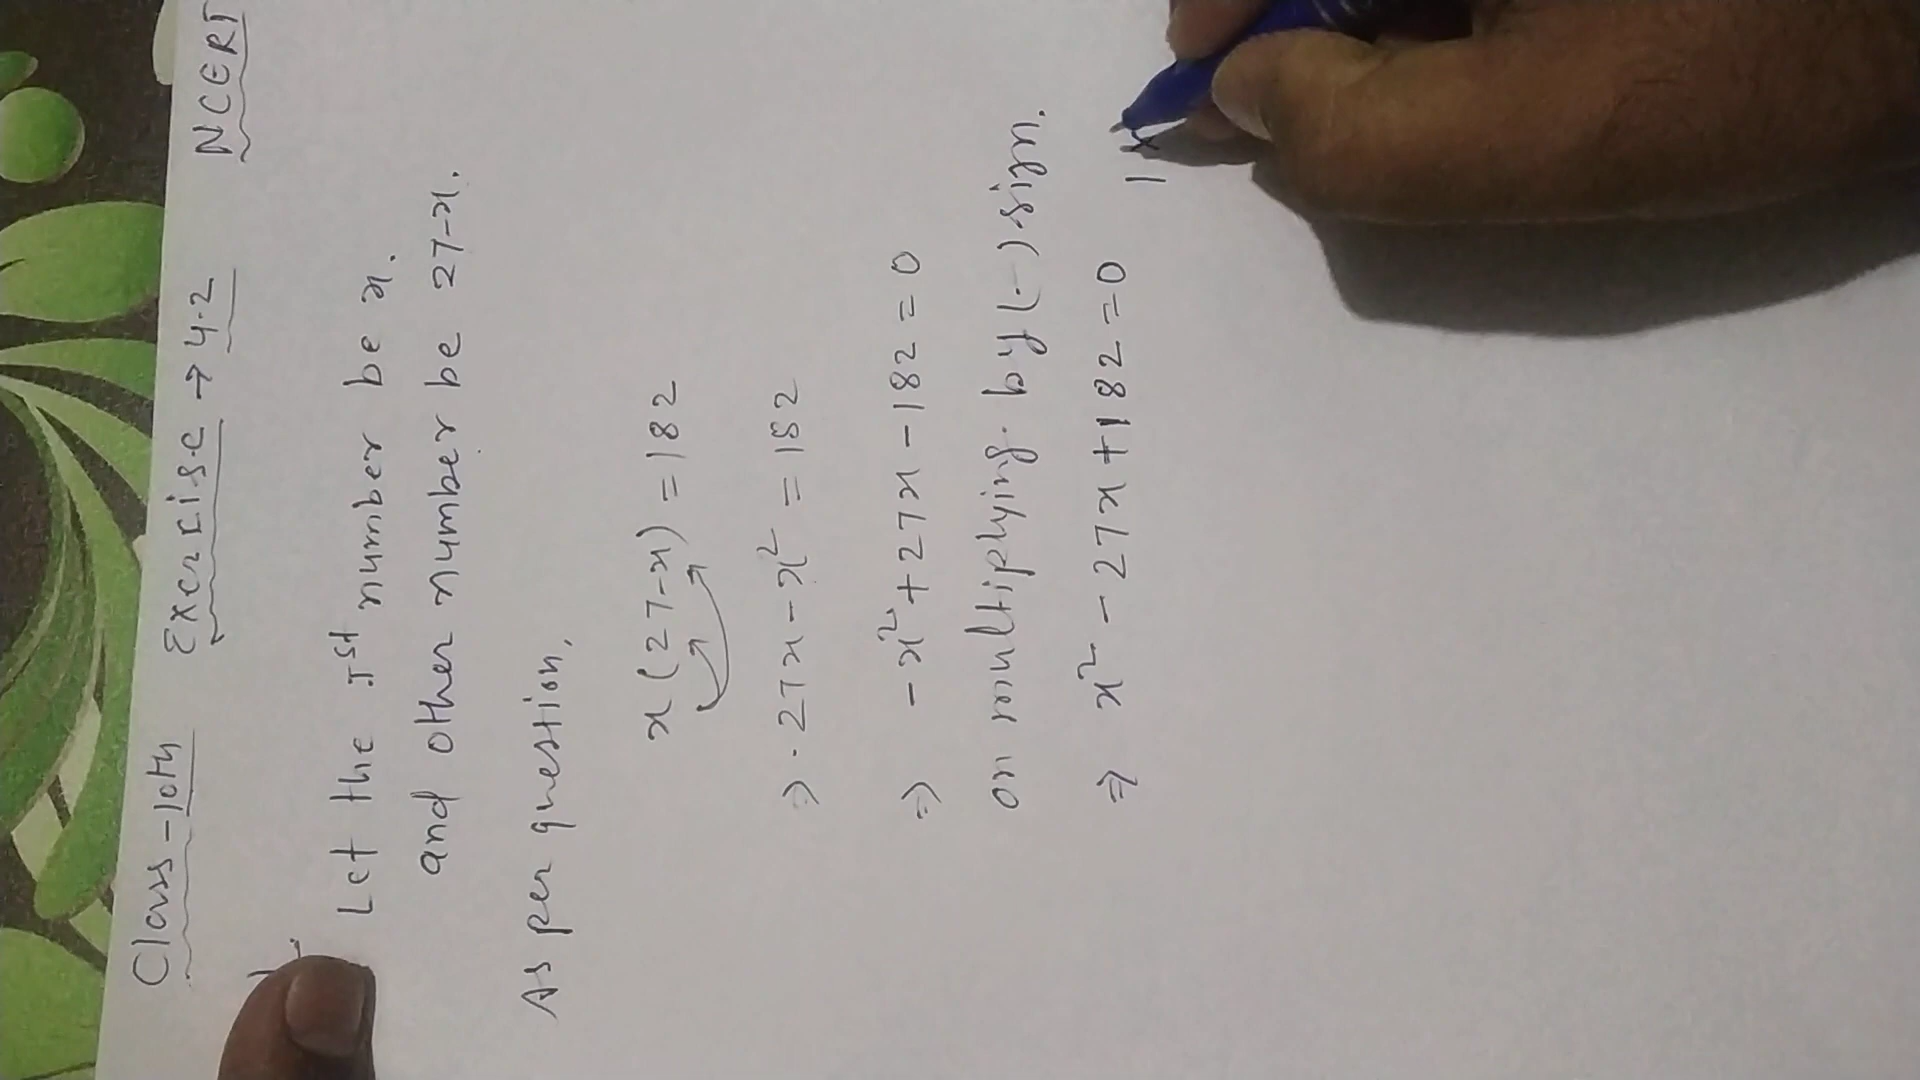 Class-10th Exercise → 4.2 NCERT
Let the Ist number be x.
and other number be 27-x.
As per question,
x(27-x) = 182
⇒ 27x - x² = 182
⇒ -x² + 27x - 182 = 0
on multiplying by (-) sign.
⇒ x² - 27x + 182 = 0